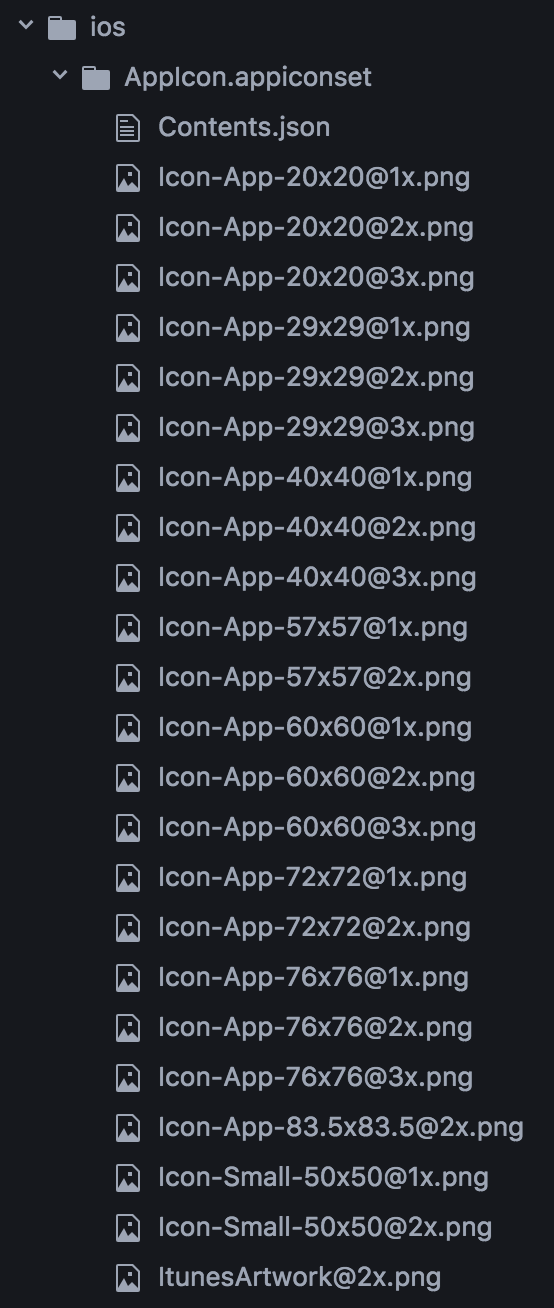 ios
AppIcon.appiconset
Contents.json
Icon-App-20x20@1x.png
Icon-App-20x20@2x.png
Icon-App-20x20@3x.png
Icon-App-29x29@1x.png
Icon-App-29x29@2x.png
Icon-App-29x29@3x.png
Icon-App-40x40@1x.png
Icon-App-40x40@2x.png
Icon-App-40x40@3x.png
Icon-App-57x57@1x.png
Icon-App-57x57@2x.png
Icon-App-60x60@1x.png
Icon-App-60x60@2x.png
Icon-App-60x60@3x.png
Icon-App-72x72@1x.png
Icon-App-72x72@2x.png
Icon-App-76x76@1x.png
Icon-App-76x76@2x.png
Icon-App-76x76@3x.png
Icon-App-83.5x83.5@2x.png
Icon-Small-50x50@1x.png
Icon-Small-50x50@2x.png
ItunesArtwork@2x.png